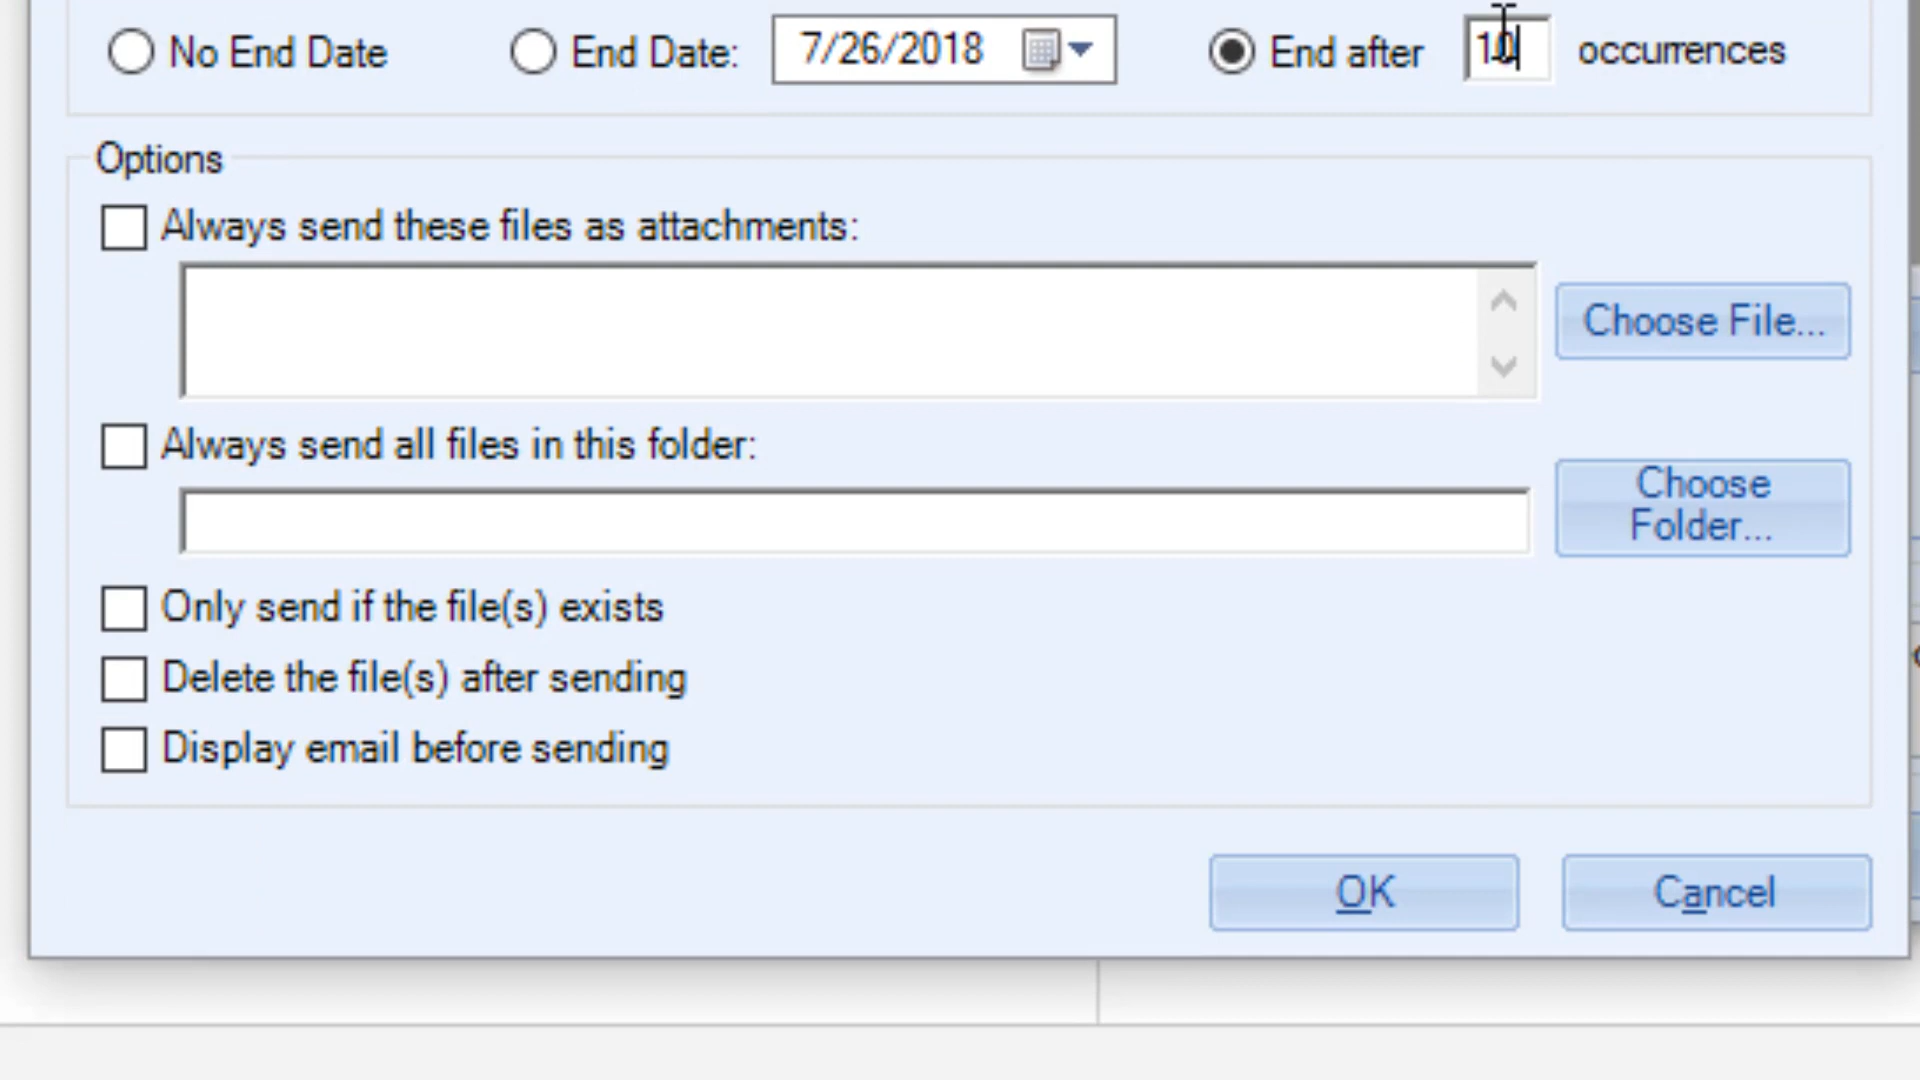 No End Date End Date: 7/26/2018 End after 10 occurrences
Options
Always send these files as attachments:
Choose File...
Always send all files in this folder:
Choose
Folder...
Only send if the file(s) exists
Delete the file(s) after sending
Display email before sending
OK Cancel